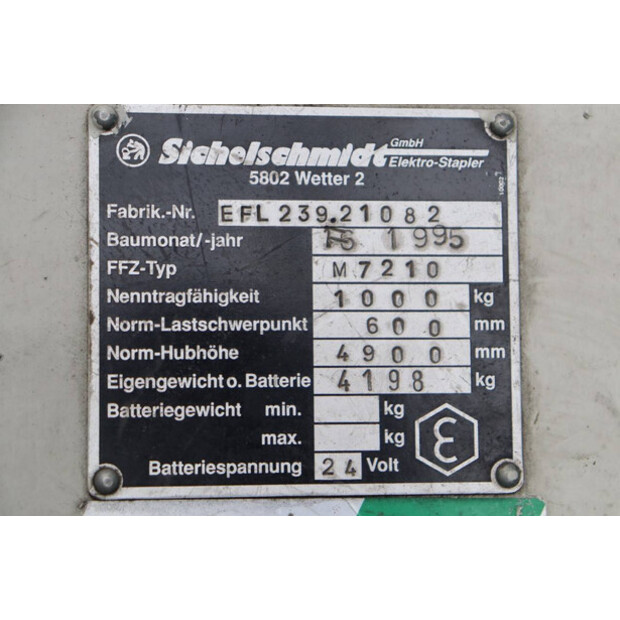 Sichelschmidt GmbH Elektro-Stapler
5802 Wetter 2
Fabrik.-Nr. EFL 239.21082
Baumonat/-jahr 1995
FFZ-Typ M7210
Nenntragfähigkeit 1000 kg
Norm-Lastschwerpunkt 600 mm
Norm-Hubhöhe 4900 mm
Eigengewicht o. Batterie 4198 kg
Batteriegewicht min. kg
max. kg
Batteriespannung 24 Volt